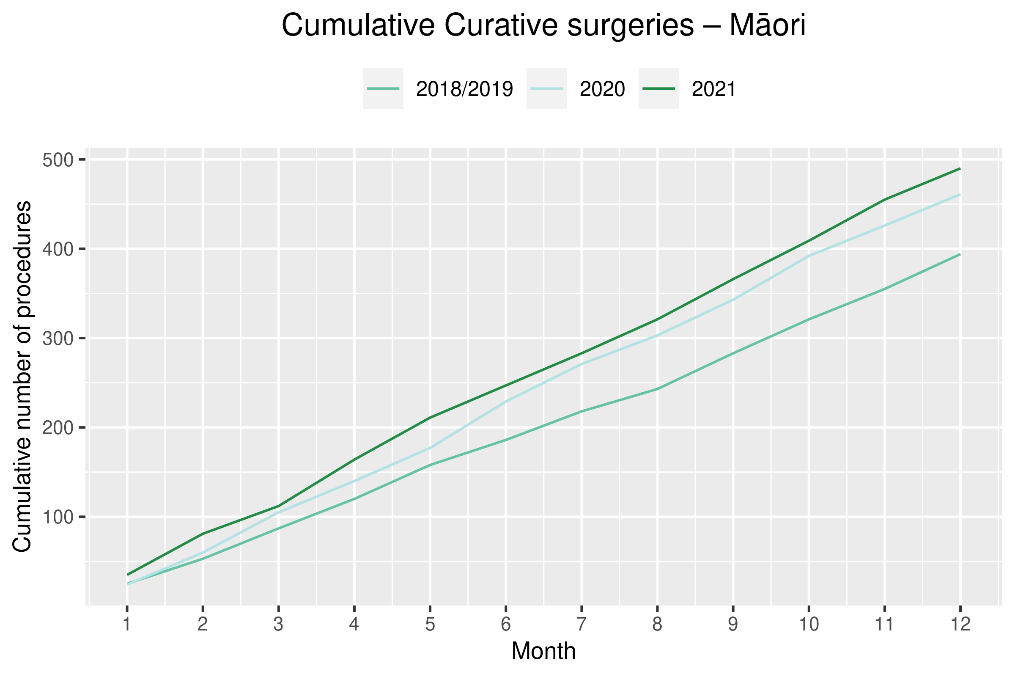 Cumulative Curative surgeries – Māori
2018/2019 2020 2021
500
400
300
200
100
Cumulative number of procedures
1 2 3 4 5 6 7 8 9 10 11 12
Month